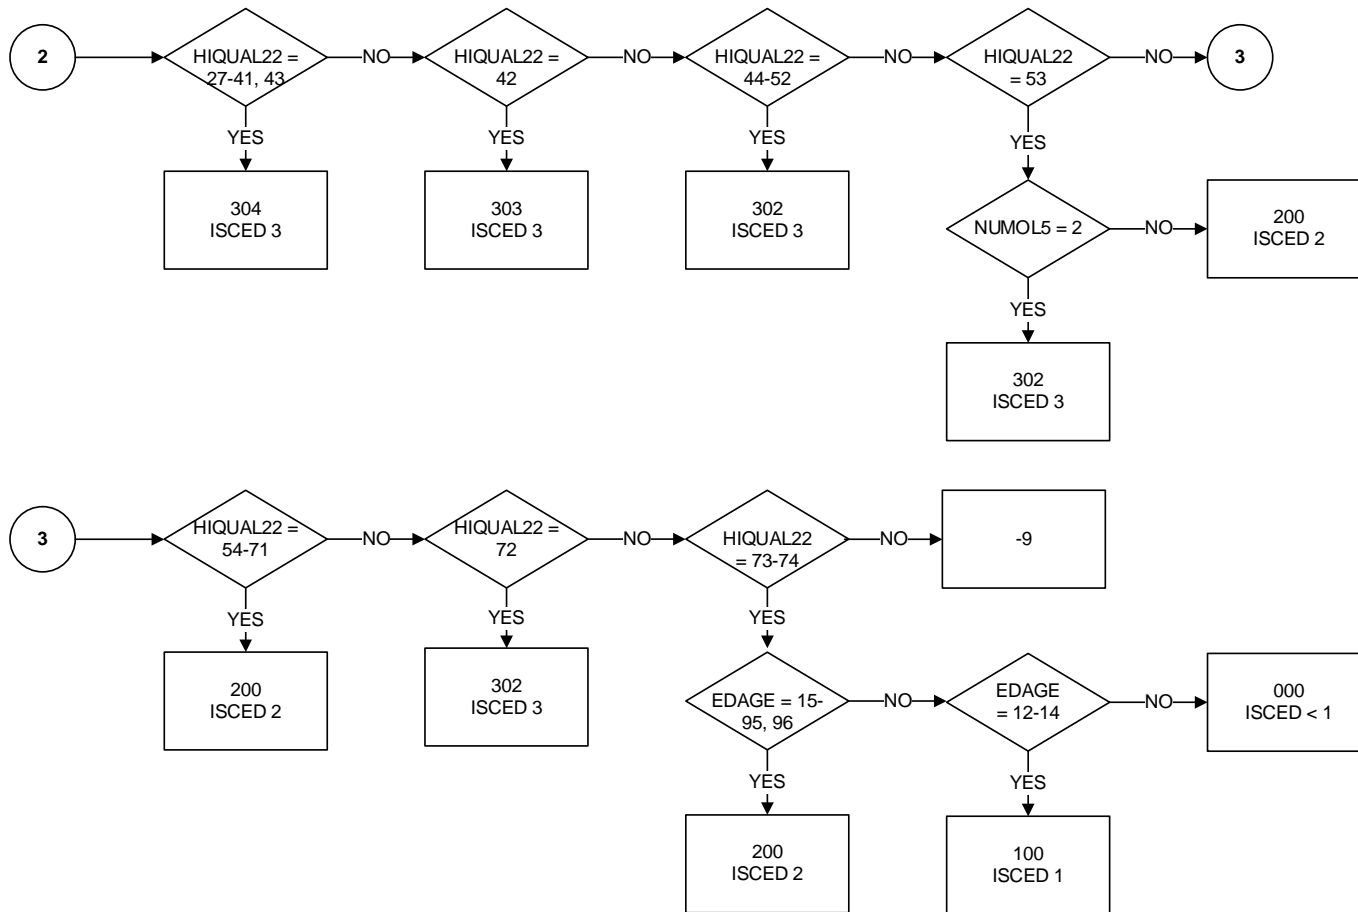 2
HIQUAL22 =
27-41, 43
NO
HIQUAL22 =
42
NO
HIQUAL22 =
44-52
NO
HIQUAL22
= 53
NO
3
YES
YES
YES
YES
304
ISCED 3
303
ISCED 3
302
ISCED 3
NUMOL5 = 2
NO
200
ISCED 2
YES
302
ISCED 3
3
HIQUAL22 =
54-71
NO
HIQUAL22 =
72
NO
HIQUAL22
= 73-74
NO
-9
YES
YES
YES
200
ISCED 2
302
ISCED 3
EDAGE = 15-
95, 96
NO
EDAGE
= 12-14
NO
000
ISCED < 1
YES
YES
200
ISCED 2
100
ISCED 1